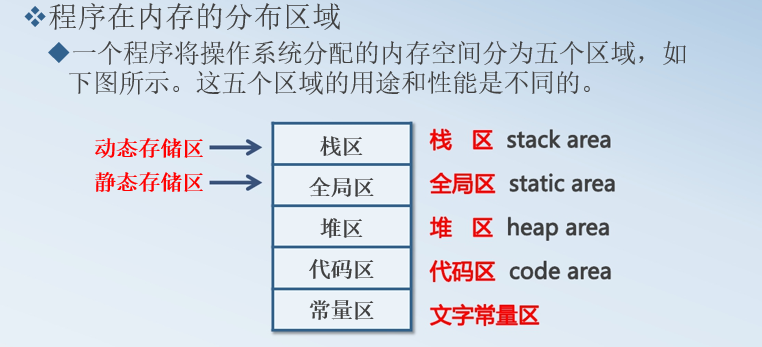 ❖程序在内存的分布区域
◆一个程序将操作系统分配的内存空间分为五个区域，如
下图所示。这五个区域的用途和性能是不同的。
动态存储区 栈区 栈 区 stack area
静态存储区 全局区 全局区 static area
堆区 堆 区 heap area
代码区 代码区 code area
常量区 文字常量区